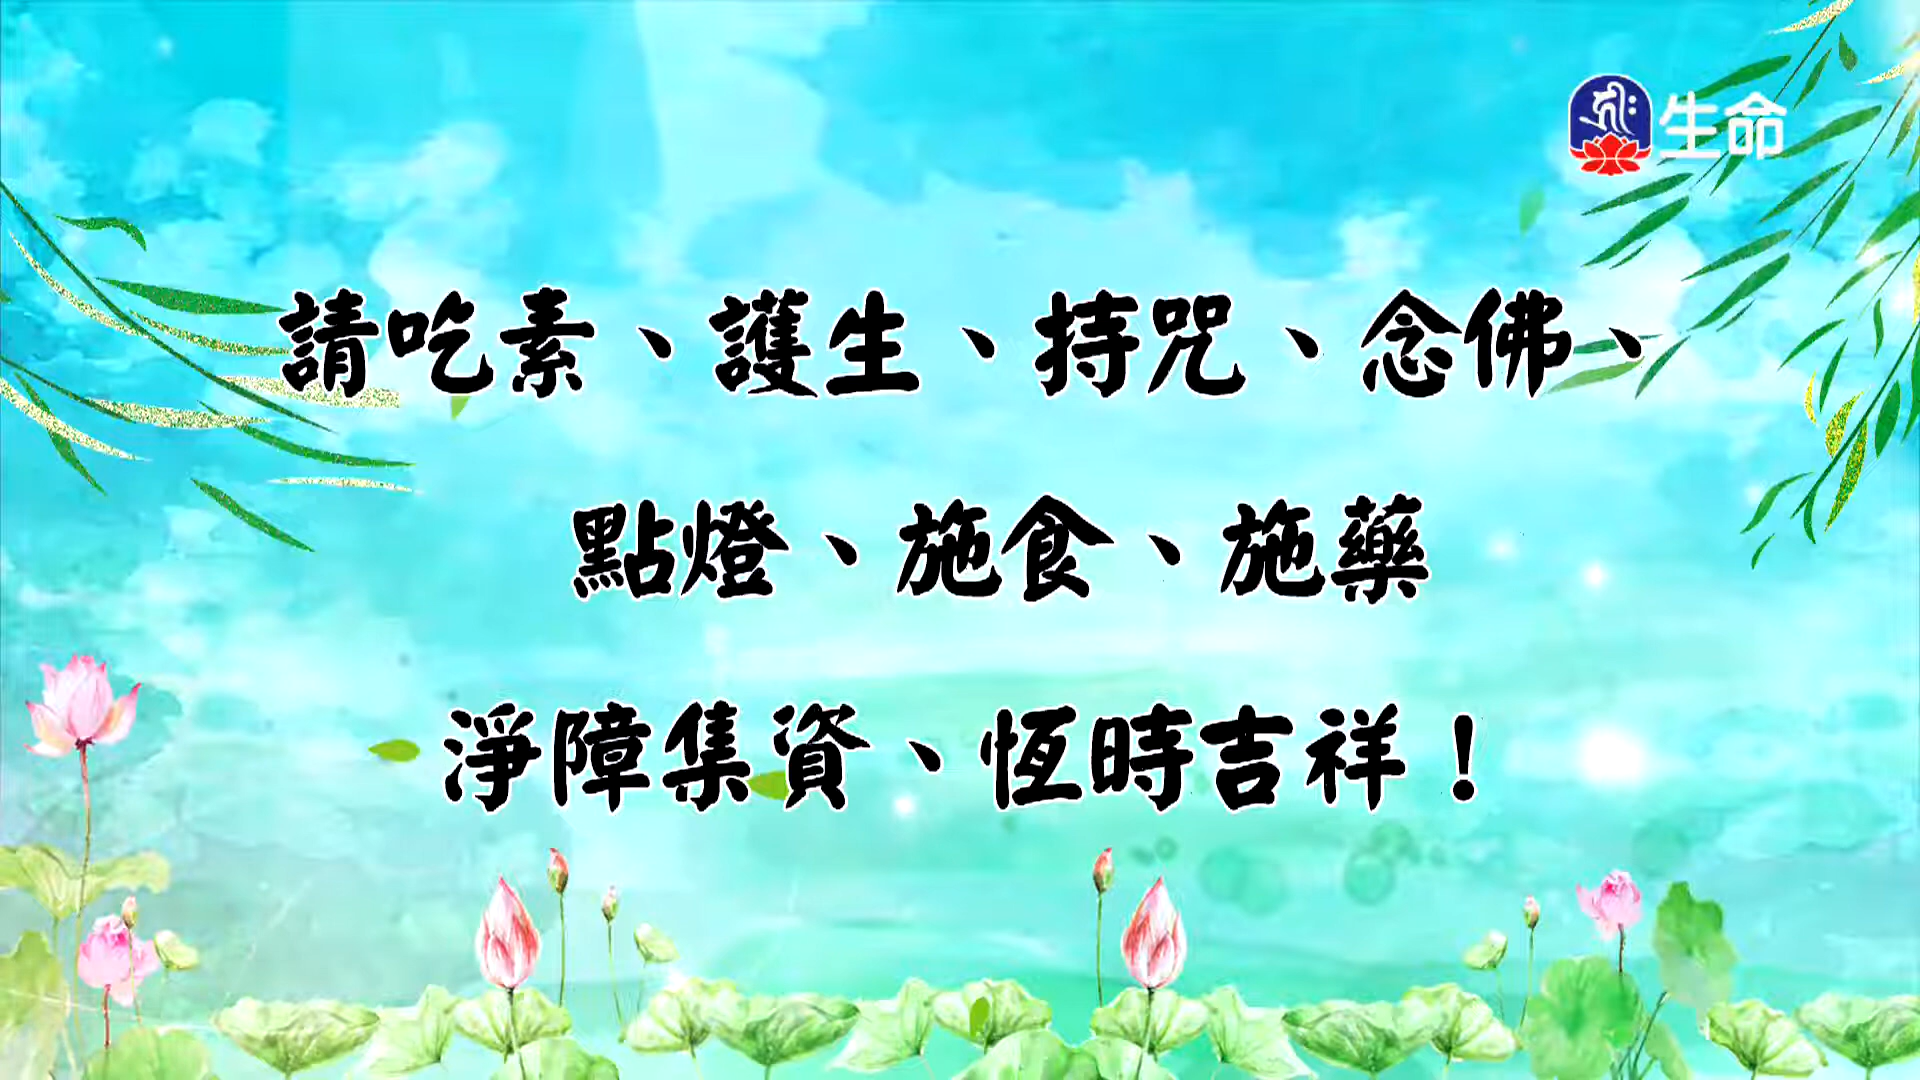 生命
請吃素、護生、持咒、念佛、
點燈、施食、施藥
淨障集資、恆時吉祥！